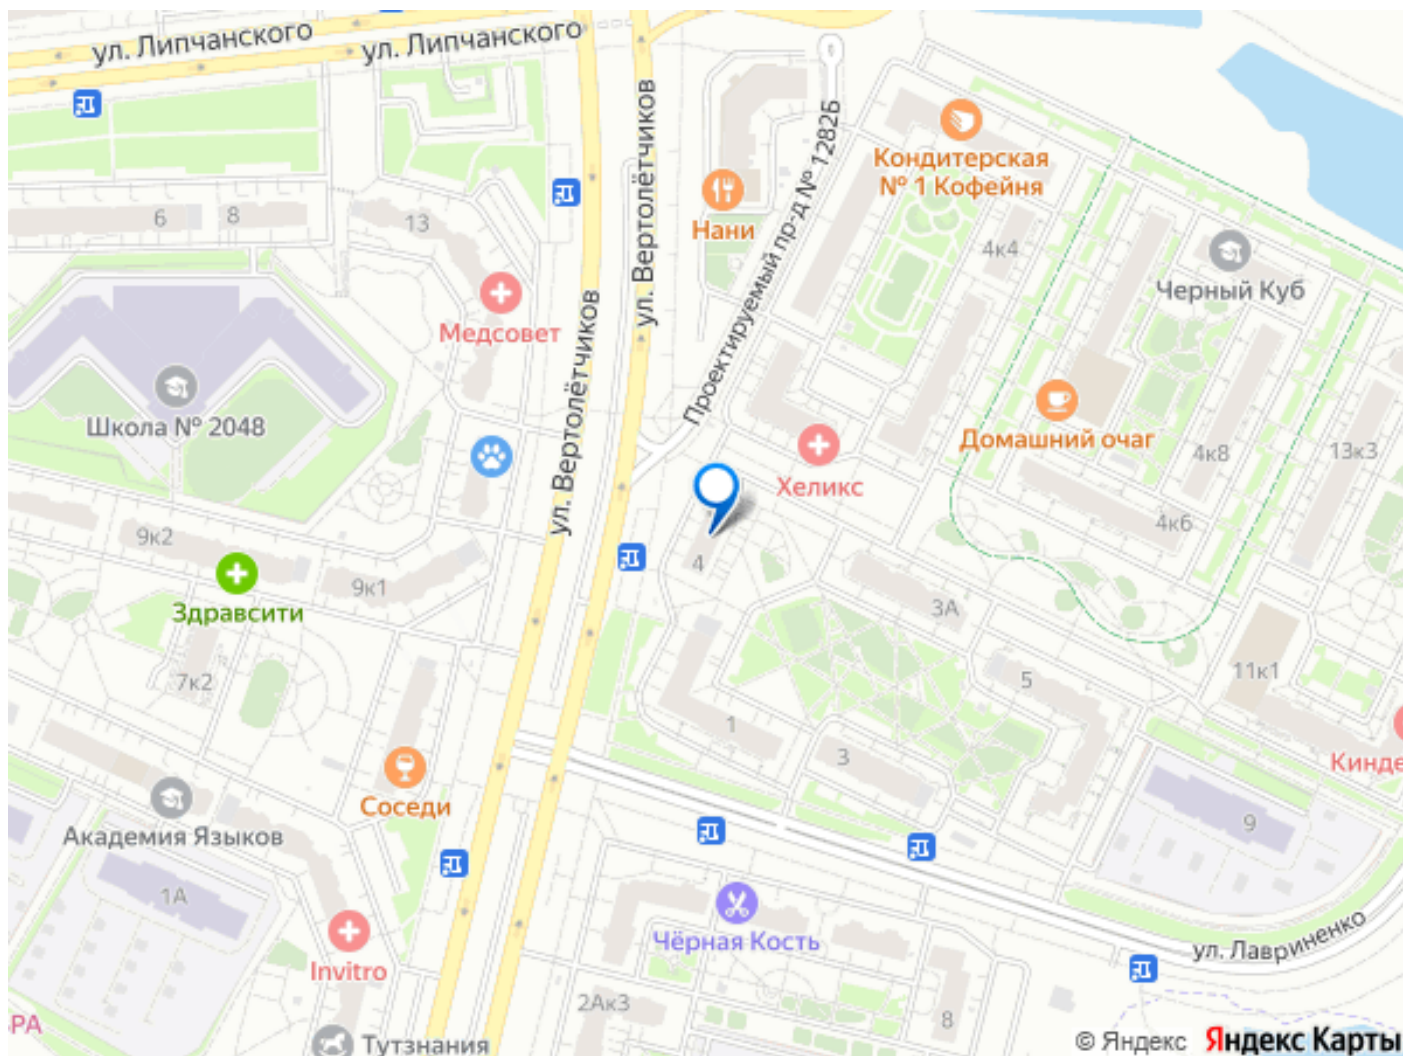 ул. Липчанского
ул. Липчанского
ул. Вертолётчиков
Проектируемый пр-д № 1282Б
Кондитерская
№ 1 Кофейня
6
8
13
Нани
4к4
Черный Куб
Медсовет
ул. Вертолётчиков
Школа № 2048
Домашний очаг
4к8
13к3
Хеликс
4к6
9к2
9к1
4
Здравсити
3А
7к2
5
11к1
1
3
Кинде
Соседи
Академия Языков
9
1А
Чёрная Кость
ул. Лавриненко
Invitro
2Ак3
8
РА
Тутзнания
© Яндекс Яндекс Карты